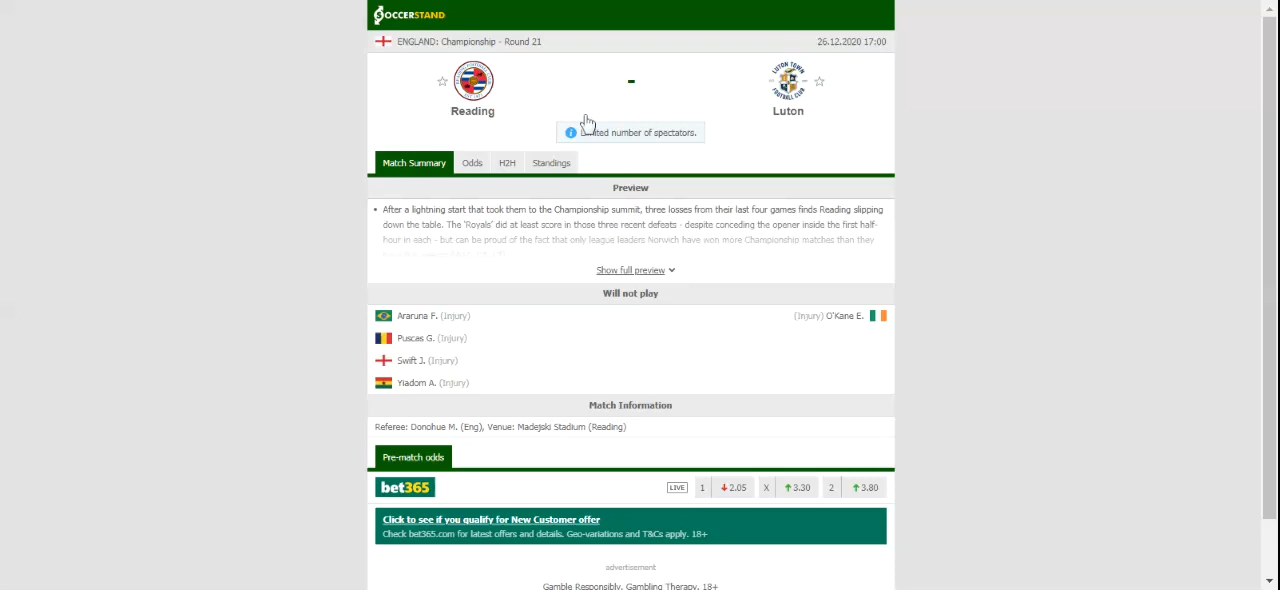 SOCCERSTAND
ENGLAND: Championship - Round 21 26.12.2020 17:00
-
Reading Luton
number of spectators.
Match Summary Odds H2H Standings
Preview
• After a lightning start that took them to the Championship summit, three losses from their last four games finds Reading slipping
down the table. The 'Royals' did at least score in those three recent defeats - despite conceding the opener inside the first half-
hour in each - but can be proud of the fact that only league leaders Norwich have won more Championship matches than they
Show full preview
Will not play
Araruna F. (Injury) (Injury) O'Kane E.
Puscas G. (Injury)
Swift J. (Injury)
Yiadom A. (Injury)
Match Information
Referee: Donohue M. (Eng), Venue: Madejski Stadium (Reading)
Pre-match odds
bet365 LIVE 1 2.05 X 3.30 2 3.80
Click to see if you qualify for New Customer offer
Check bet365.com for latest offers and details. Geo-variations and T&Cs apply. 18+
advertisement
Gamble Responsibly. Gambling Therapy. 18+